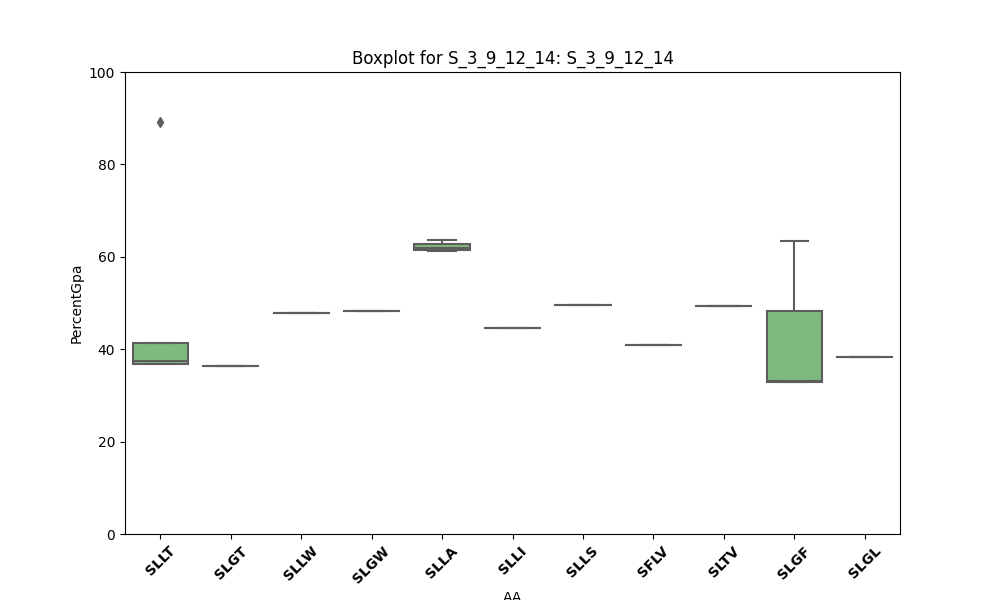 Boxplot for S_3_9_12_14: S_3_9_12_14
100
80
60
40
20
0
PercentGpa
SLLT
SLGT
SLLW
SLGW
SLLA
SLLI
SLLS
SFLV
SLTV
SLGF
SLGL
AA